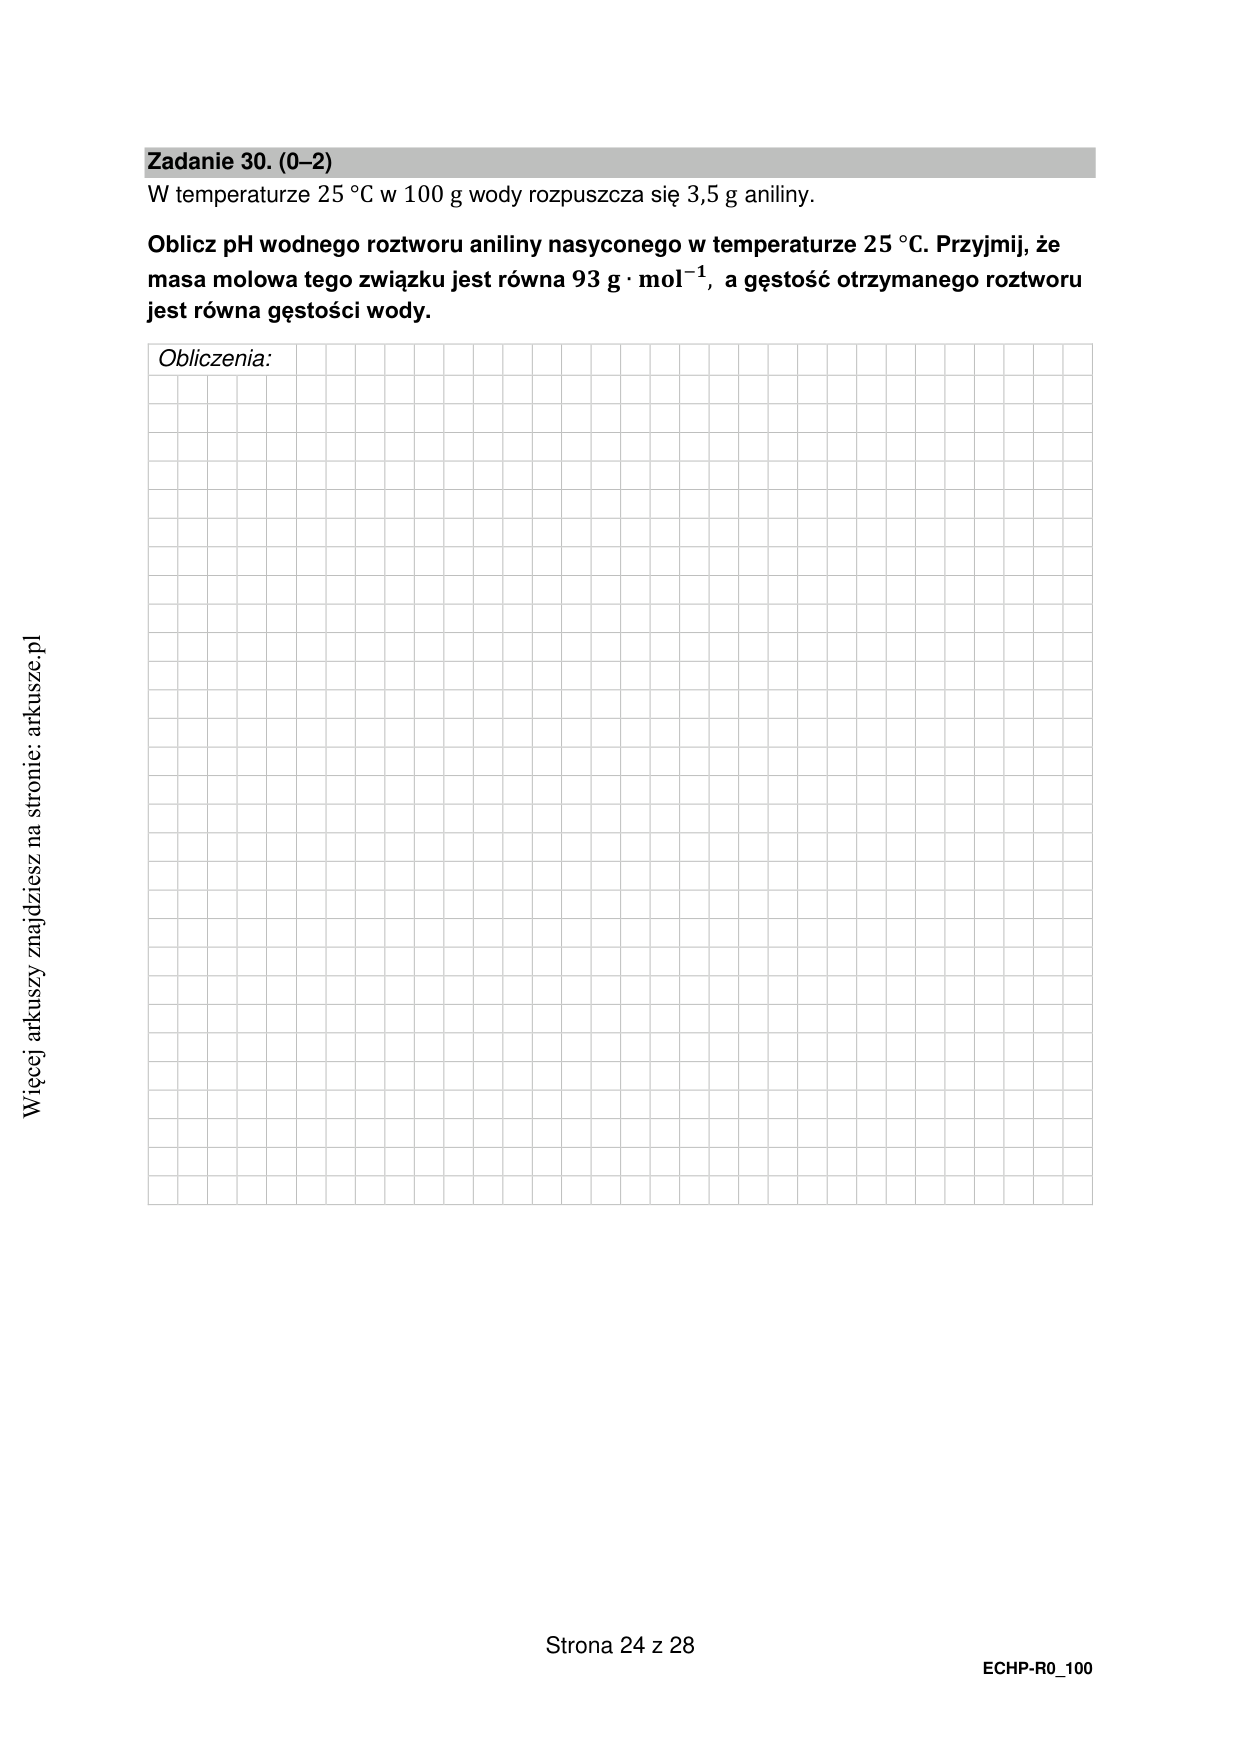 Zadanie 30. (0–2)
W temperaturze 25 °C w 100 g wody rozpuszcza się 3,5 g aniliny.
Oblicz pH wodnego roztworu aniliny nasyconego w temperaturze 25 °C. Przyjmij, że
masa molowa tego związku jest równa 93 g · mol⁻¹, a gęstość otrzymanego roztworu
jest równa gęstości wody.
Obliczenia:
Więcej arkuszy znajdziesz na stronie: arkusze.pl
Strona 24 z 28
ECHP-R0_100